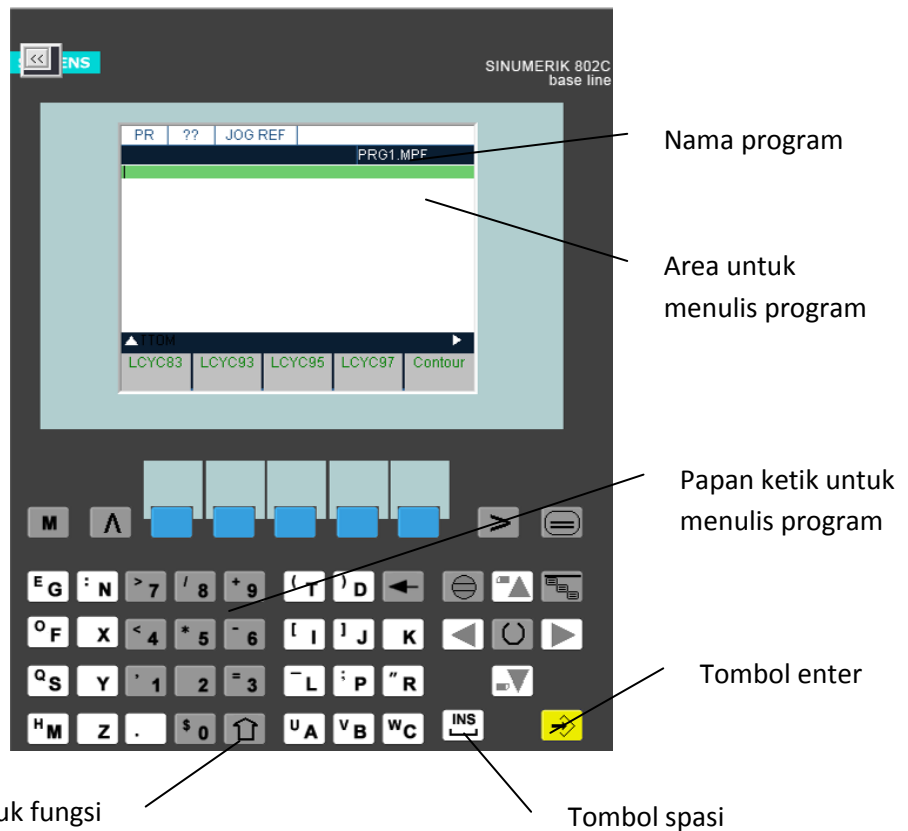 <<
ENS
SINUMERIK 802C
base line
PR ?? JOG REF
PRG1.MPF
Nama program
Area untuk
menulis program
TTOM
LCYC83 LCYC93 LCYC95 LCYC97 Contour
Papan ketik untuk
menulis program
M
E G : N > 7 / 8 + 9 ( T ) D
O F X < 4 * 5 - 6 [ I ] J K
Q S Y ' 1 2 = 3 L ; P " R
Tombol enter
H M Z . $ 0 U A V B W C INS
uk fungsi
Tombol spasi